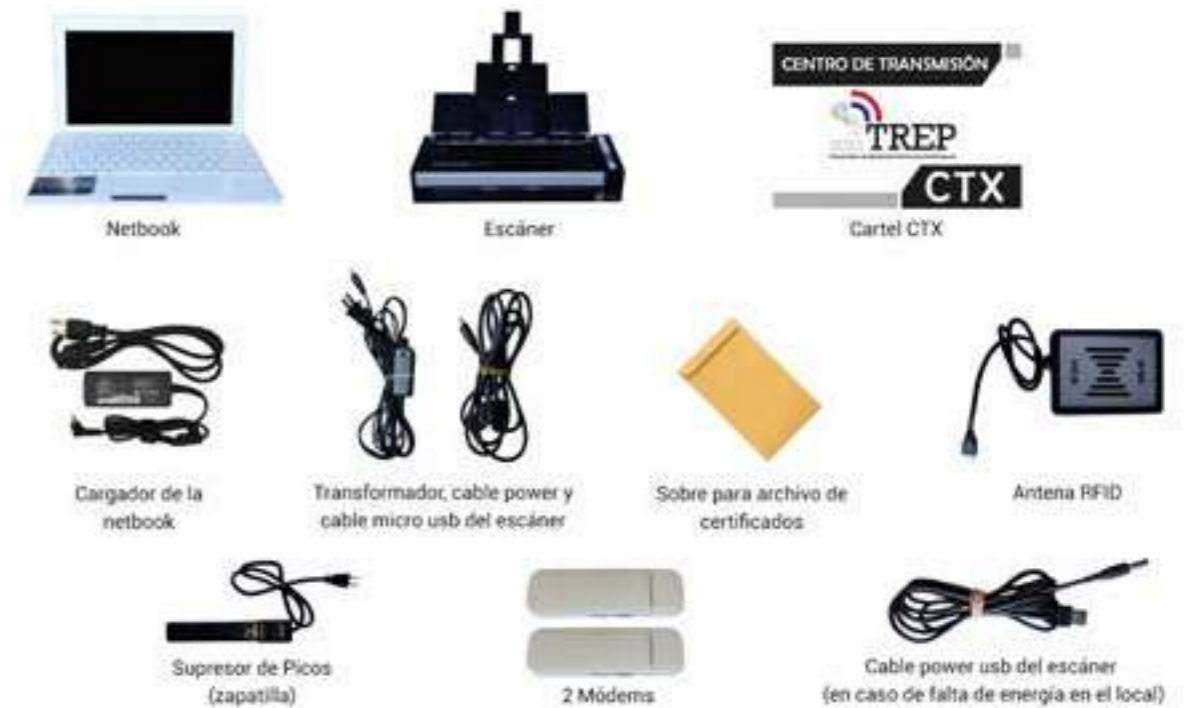 CENTRO DE TRANSMISIÓN
TREP
CTX
Netbook
Escáner
Cartel CTX
Cargador de la
netbook
Transformador, cable power y
cable micro usb del escáner
Sobre para archivo de
certificados
Antena RFID
Supresor de Picos
(zapatilla)
2 Módems
Cable power usb del escáner
(en caso de falta de energía en el local)